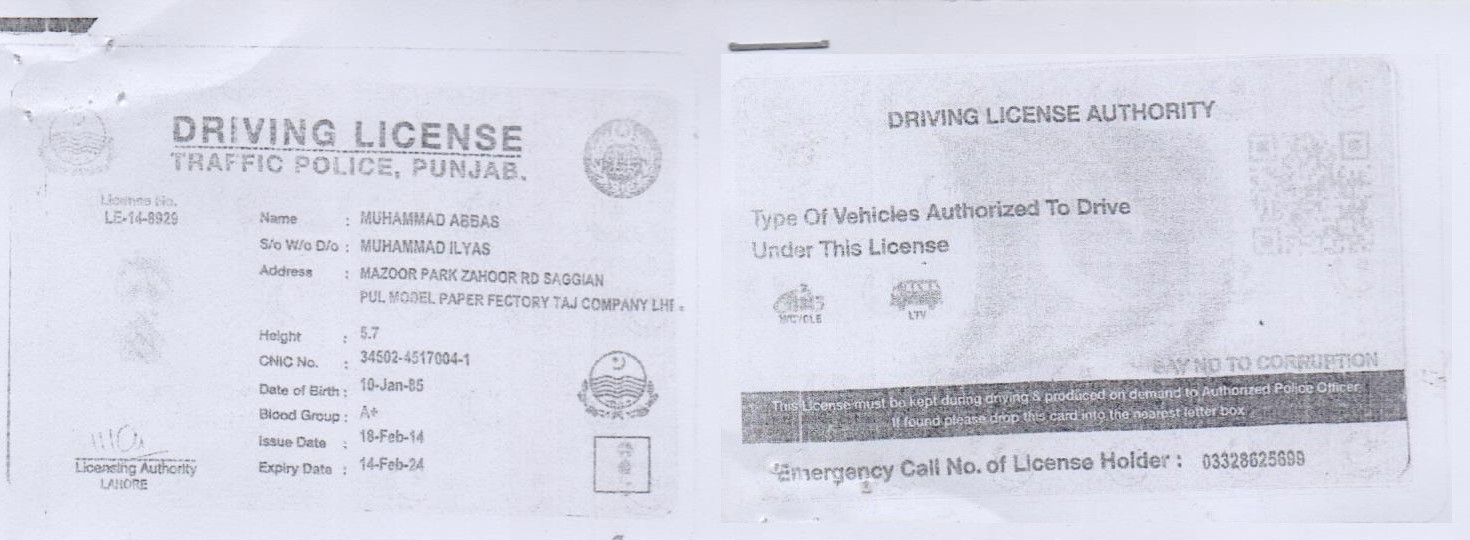 DRIVING LICENSE
TRAFFIC POLICE, PUNJAB.
License No.
LE-14-8929
Name : MUHAMMAD ABBAS
S/o W/o D/o : MUHAMMAD ILYAS
Address : MAZOOR PARK ZAHOOR RD SAGGIAN
PUL MODEL PAPER FECTORY TAJ COMPANY
Height : 5.7
CNIC No. : 34502-4517004-1
Date of Birth : 10-Jan-85
Blood Group : A+
Issue Date : 18-Feb-14
Expiry Date : 14-Feb-24
Licensing Authority
LAHORE
DRIVING LICENSE AUTHORITY
Type Of Vehicles Authorized To Drive
Under This License
M/CYCLE
LTV
SAY NO TO CORRUPTION
This License must be kept during driving & produced on demand to Authorized Police Officer
If found please drop this card into the nearest letter box
Emergency Call No. of License Holder : 03328625699